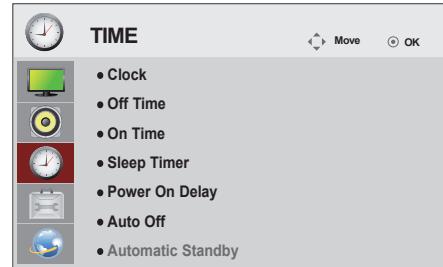 TIME
Move
OK
• Clock
• Off Time
• On Time
• Sleep Timer
• Power On Delay
• Auto Off
• Automatic Standby